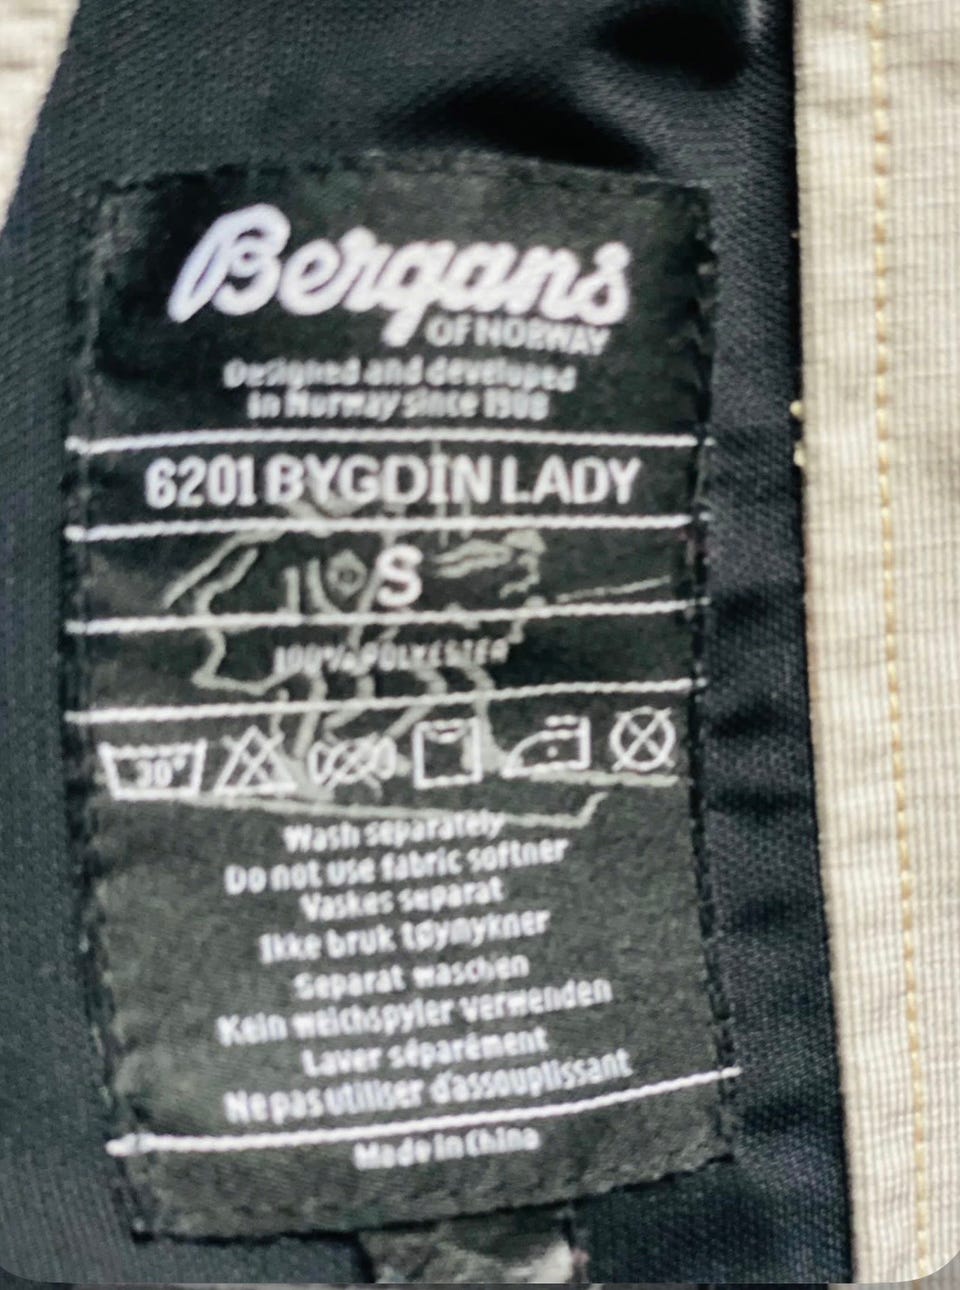 Bergans
OF NORWAY
Designed and developed
in Norway since 1908
6201 BYGDIN LADY
S
100% POLYESTER
30°
Wash separately
Do not use fabric softner
Vaskes separat
Ikke bruk tøymykner
Separat waschen
Kein weichspyler verwenden
Laver séparément
Ne pas utiliser d'assouplissant
Made in China